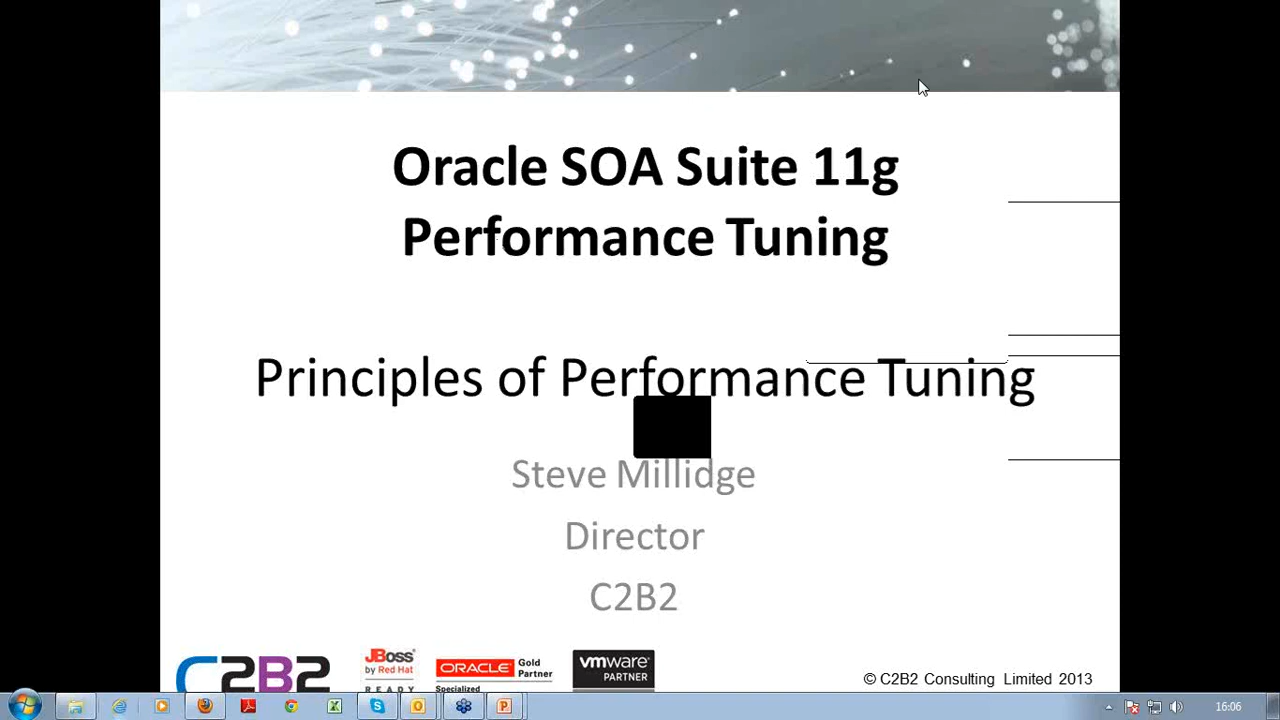 Oracle SOA Suite 11g
Performance Tuning
Principles of Performance Tuning
Steve Millidge
Director
C2B2
C2B2
JBoss
by Red Hat
READY
ORACLE
Gold
Partner
Specialized
vmware
PARTNER
© C2B2 Consulting Limited 2013
16:06